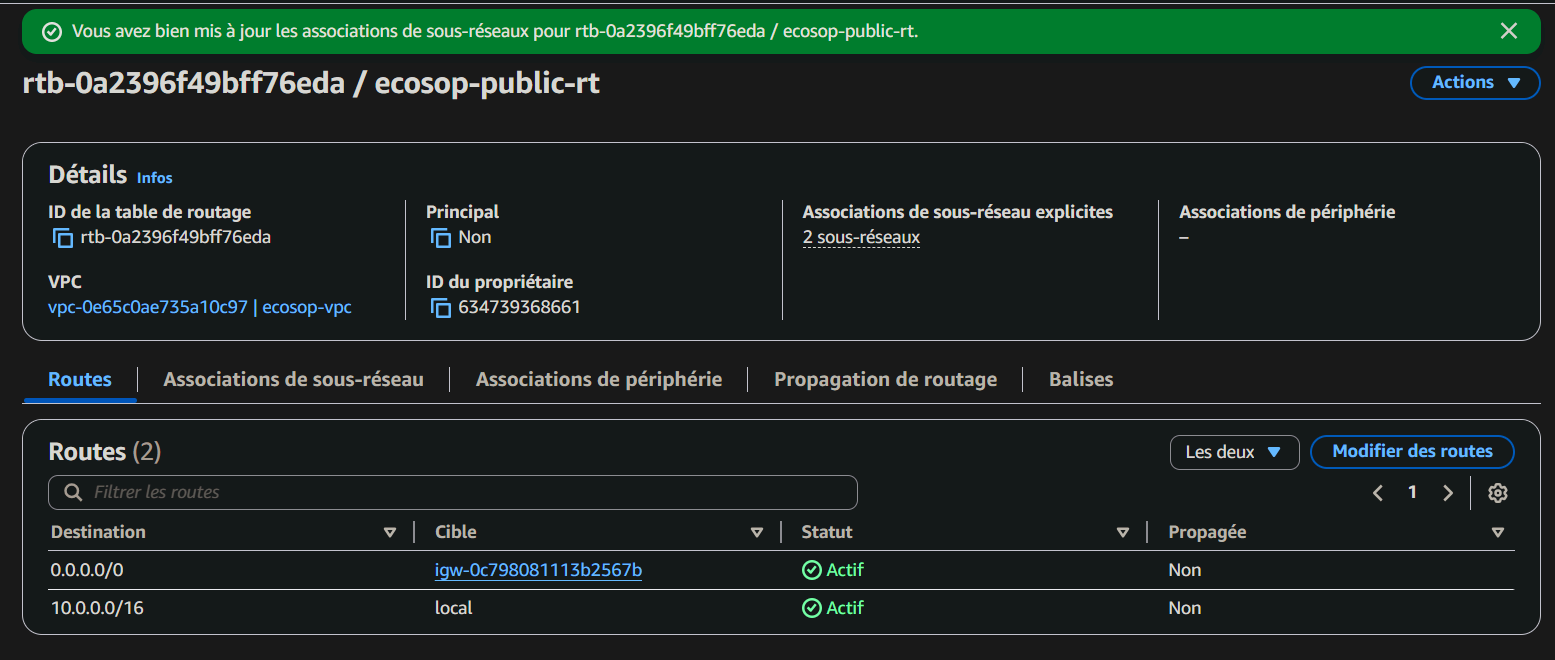 Vous avez bien mis à jour les associations de sous-réseaux pour rtb-0a2396f49bff76eda / ecosop-public-rt.
rtb-0a2396f49bff76eda / ecosop-public-rt
Actions
Détails Infos
ID de la table de routage
rtb-0a2396f49bff76eda
Principal
Non
Associations de sous-réseau explicites
2 sous-réseaux
Associations de périphérie
–
VPC
vpc-0e65c0ae735a10c97 | ecosop-vpc
ID du propriétaire
634739368661
Routes
Associations de sous-réseau
Associations de périphérie
Propagation de routage
Balises
Routes (2)
Les deux
Modifier des routes
Filtrer les routes
1
Destination Cible Statut Propagée
0.0.0.0/0 igw-0c798081113b2567b Actif Non
10.0.0.0/16 local Actif Non